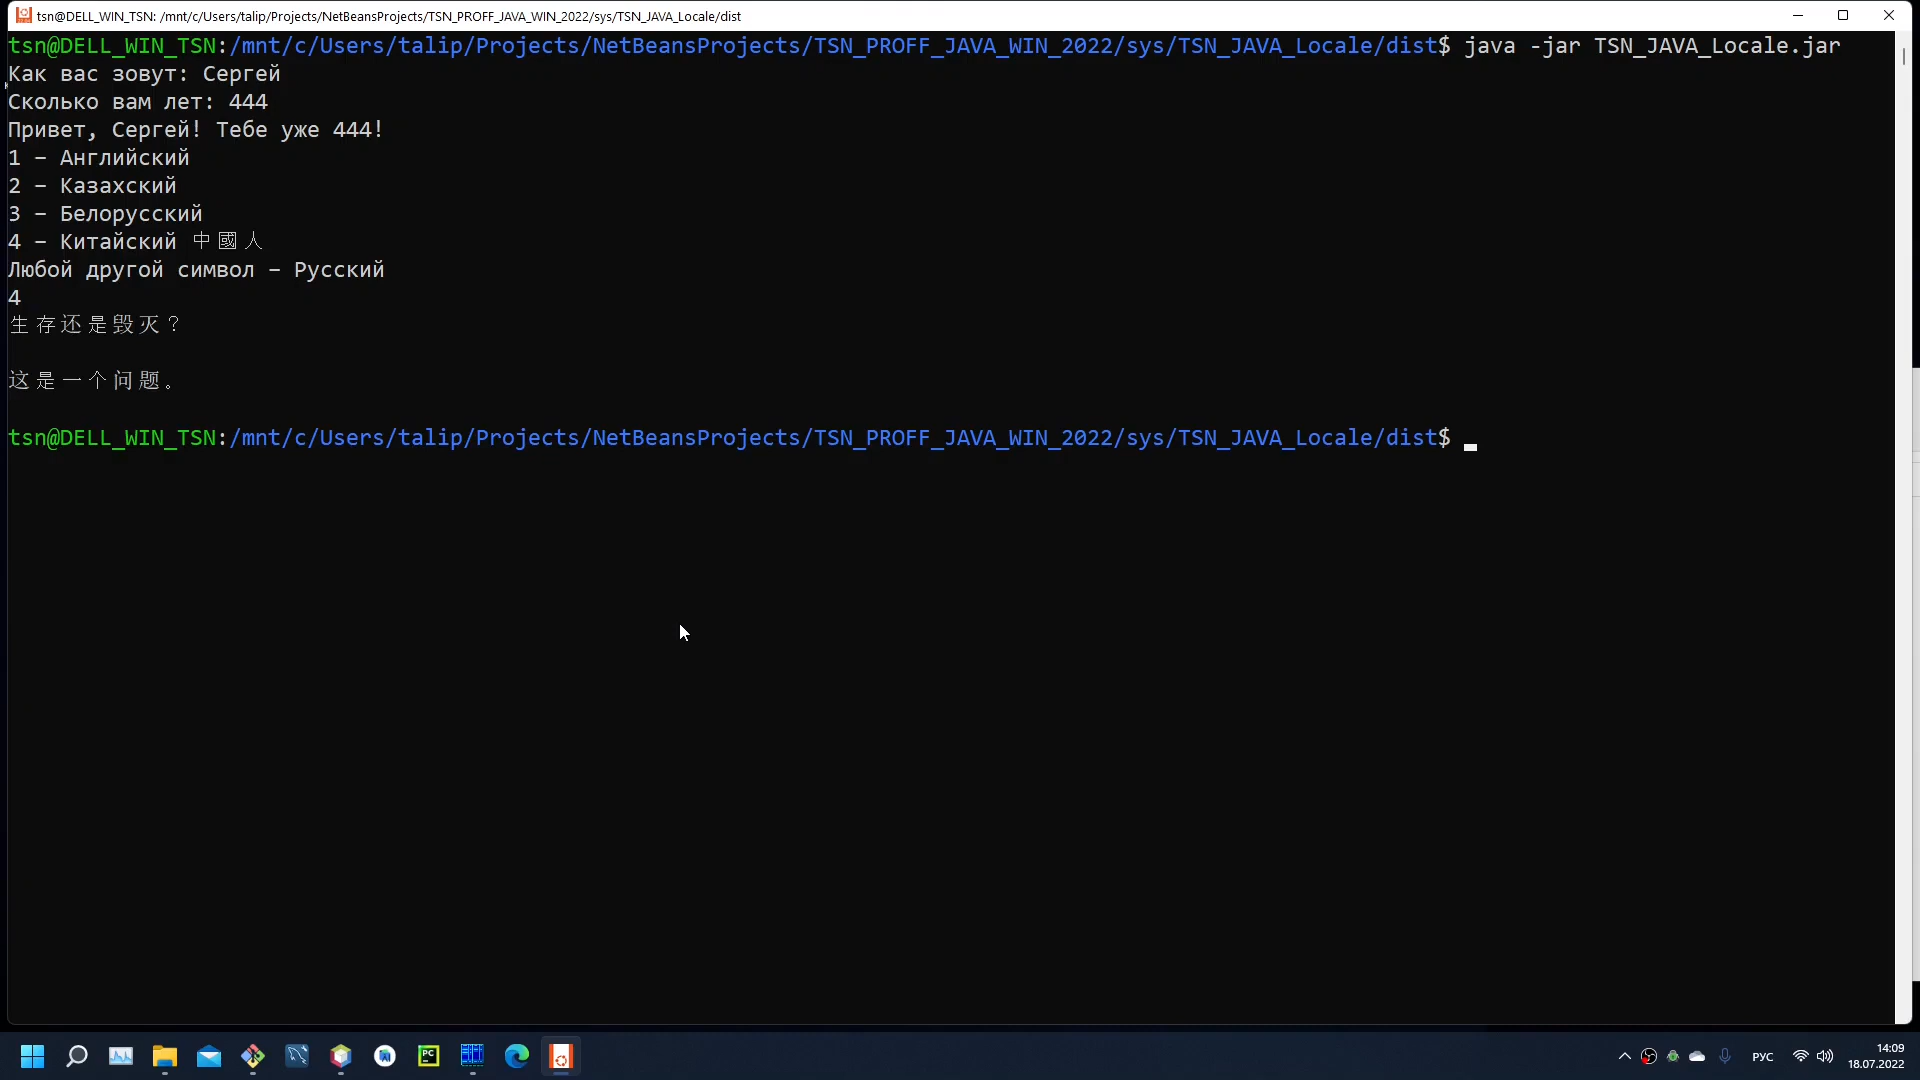 tsn@DELL_WIN_TSN: /mnt/c/Users/talip/Projects/NetBeansProjects/TSN_PROFF_JAVA_WIN_2022/sys/TSN_JAVA_Locale/dist
tsn@DELL_WIN_TSN:/mnt/c/Users/talip/Projects/NetBeansProjects/TSN_PROFF_JAVA_WIN_2022/sys/TSN_JAVA_Locale/dist$ java -jar TSN_JAVA_Locale.jar
Как вас зовут: Сергей
Сколько вам лет: 444
Привет, Сергей! Тебе уже 444!
1 – Английский
2 – Казахский
3 – Белорусский
4 – Китайский 中國人
Любой другой символ – Русский
4
生存还是毁灭？
这是一个问题。
tsn@DELL_WIN_TSN:/mnt/c/Users/talip/Projects/NetBeansProjects/TSN_PROFF_JAVA_WIN_2022/sys/TSN_JAVA_Locale/dist$
PC
РУС
14:09
18.07.2022